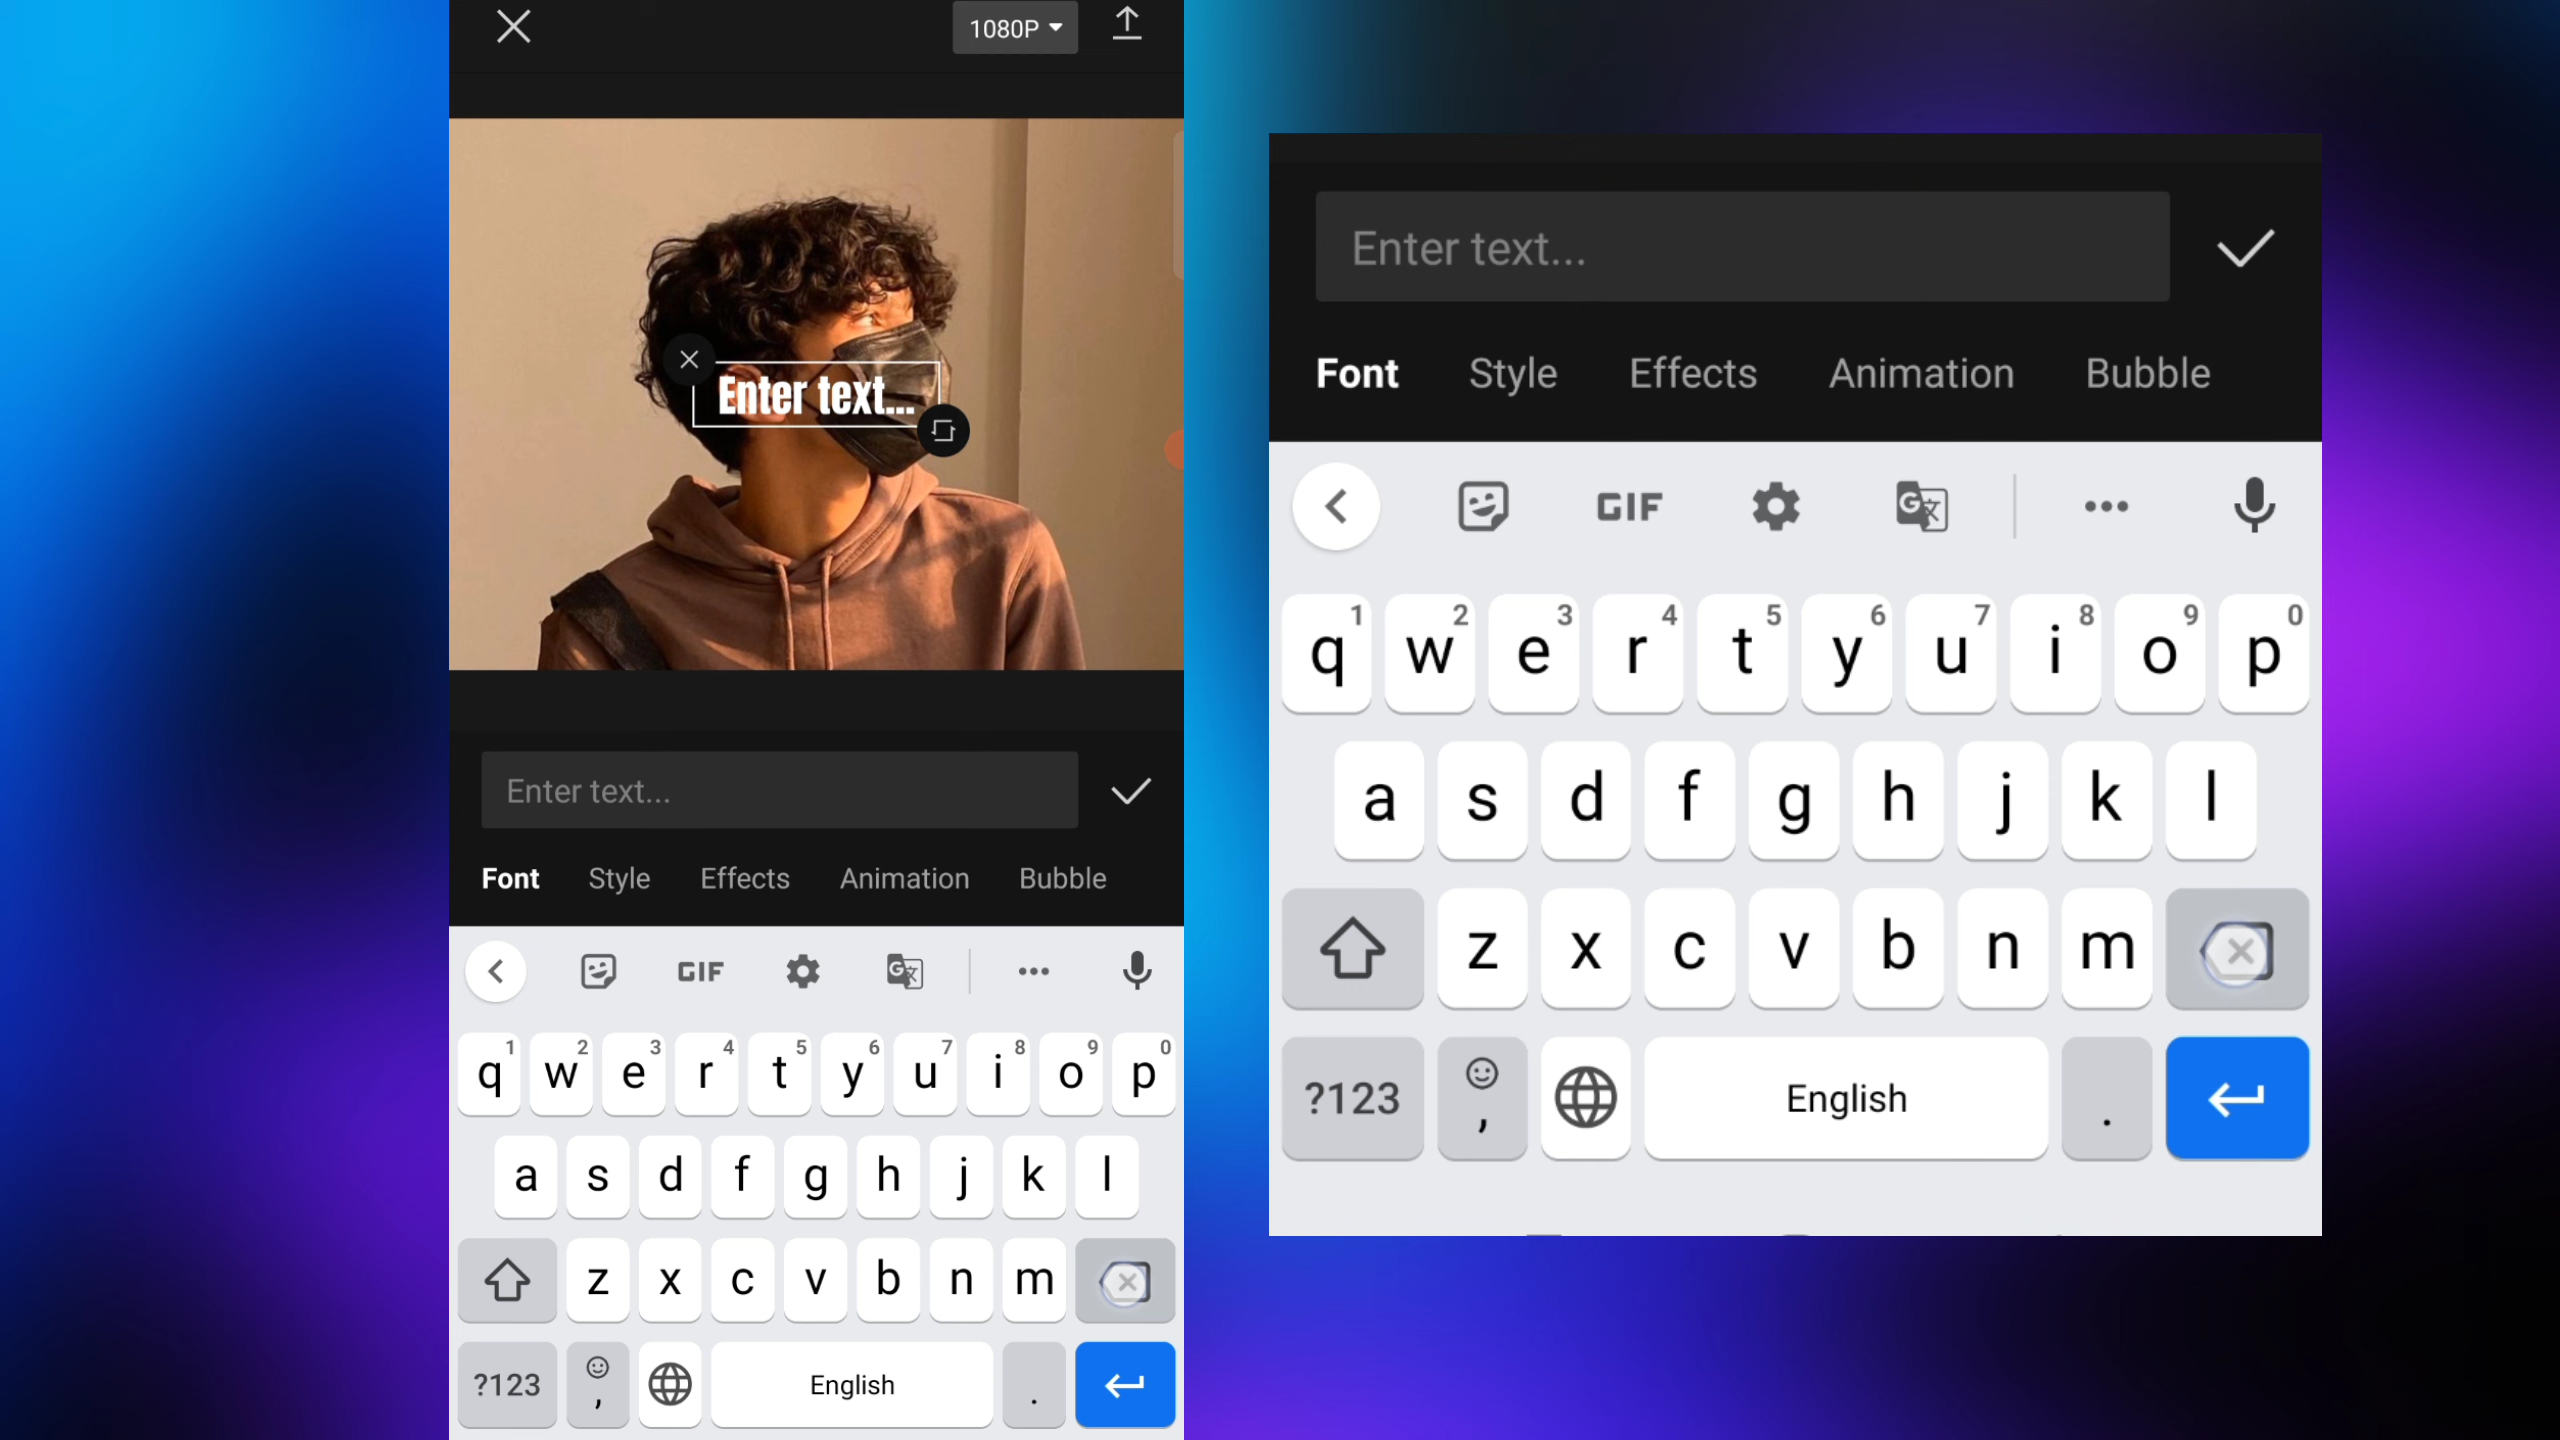 1080P
Enter text...
Enter text...
Font Style Effects Animation Bubble
GIF G
1 2 3 4 5 6 7 8 9 0
q w e r t y u i o p
a s d f g h j k l
z x c v b n m
?123 , English .
Enter text...
Font Style Effects Animation Bubble
GIF G
1 2 3 4 5 6 7 8 9 0
q w e r t y u i o p
a s d f g h j k l
z x c v b n m
?123 , English .